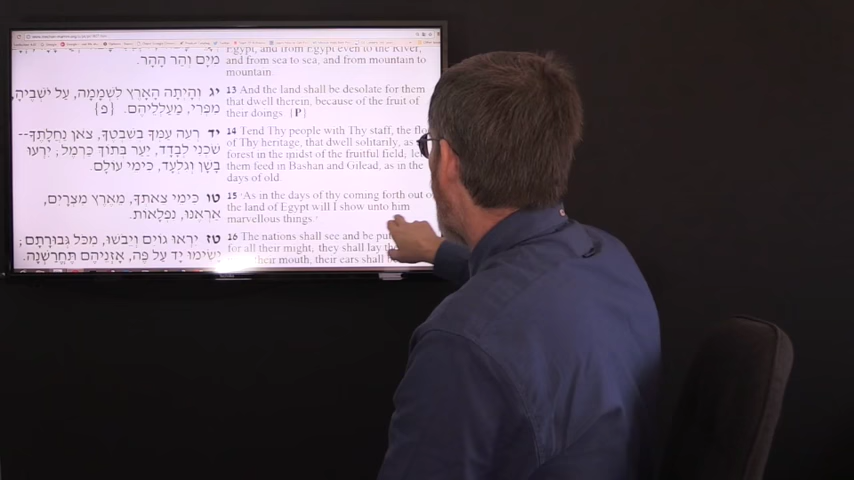 מִיָּם וְהַר הָהָר.
Egypt, and from Egypt even to the River,
and from sea to sea, and from mountain to
mountain.
יג וְהָיְתָה הָאָרֶץ לִשְׁמָמָה, עַל יֹשְׁבֶיהָ,
מִפְּרִי, מַעַלְלֵיהֶם. {פ}
13 And the land shall be desolate for them
that dwell therein, because of the fruit of
their doings. {P}
יד רְעֵה עַמְּךָ בְשִׁבְטֶךָ, צֹאן נַחֲלָתֶךָ--
שֹׁכְנִי לְבָדָד, יַעַר בְּתוֹךְ כַּרְמֶל; יִרְעוּ
בָשָׁן וְגִלְעָד, כִּימֵי עוֹלָם.
14 Tend Thy people with Thy staff, the flo
of Thy heritage, that dwell solitarily, as
forest in the midst of the fruitful field; le
them feed in Bashan and Gilead, as in the
days of old.
טו כִּימֵי צֵאתְךָ, מֵאֶרֶץ מִצְרָיִם,
אַרְאֶנּוּ, נִפְלָאוֹת.
15 'As in the days of thy coming forth out o
the land of Egypt will I show unto him
marvellous things.'
טז יִרְאוּ גוֹיִם וְיֵבֹשׁוּ, מִכֹּל גְּבוּרָתָם;
יָשִׂימוּ יָד עַל פֶּה, אָזְנֵיהֶם תֶּחֱרַשְׁנָה.
16 The nations shall see and be pu
for all their might; they shall lay the
their mouth, their ears shall be